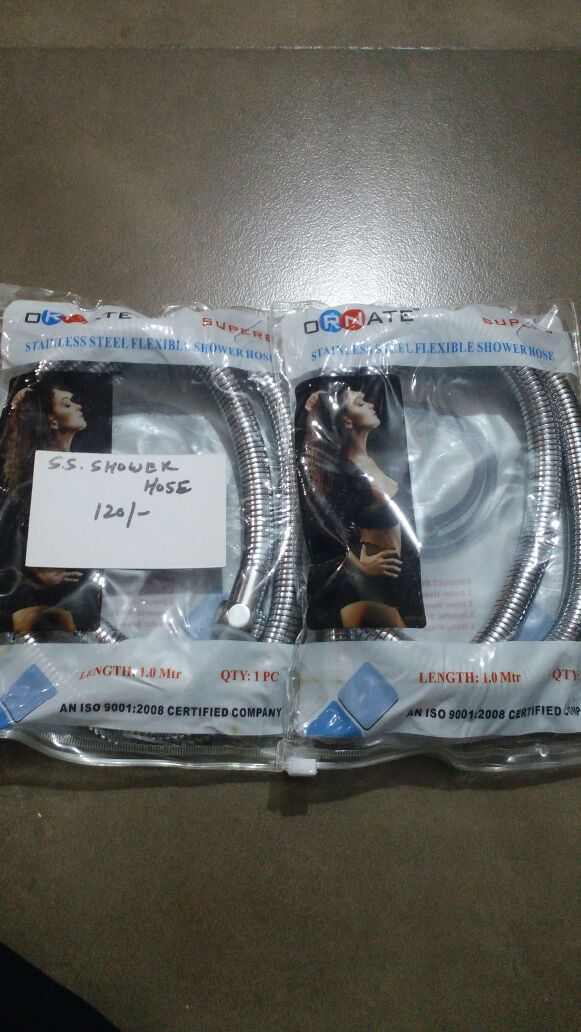 ORNATE
SUPERB
STAINLESS STEEL FLEXIBLE SHOWER HOSE
S.S. SHOWER
HOSE
120/-
LENGTH: 1.0 Mtr
QTY: 1 PC
AN ISO 9001:2008 CERTIFIED COMPANY
ORNATE
STAINLESS STEEL FLEXIBLE SHOWER HOSE
LENGTH: 1.0 Mtr
QTY:
AN ISO 9001:2008 CERTIFIED COMP